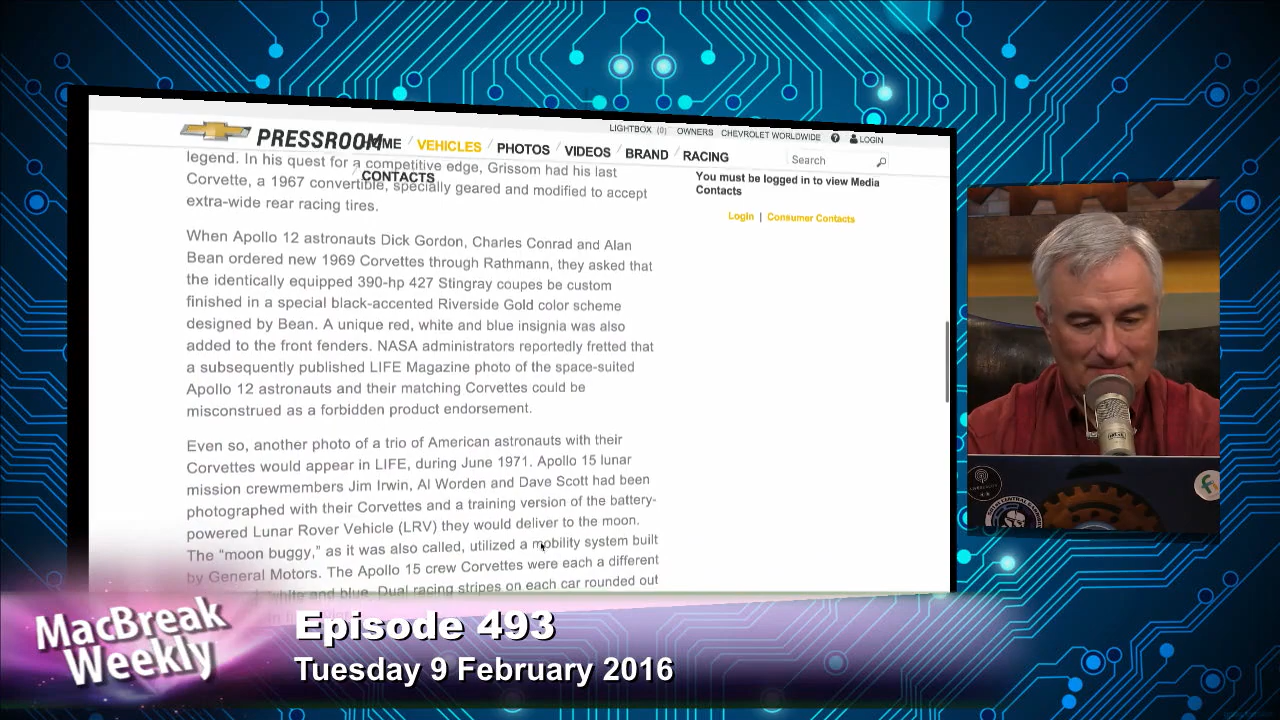 LIGHTBOX (0) OWNERS CHEVROLET WORLDWIDE ? LOGIN
PRESSROOM
HOME / VEHICLES / PHOTOS / VIDEOS / BRAND / RACING
CONTACTS
Search
legend. In his quest for a competitive edge, Grissom had his last
Corvette, a 1967 convertible, specially geared and modified to accept
extra-wide rear racing tires.
You must be logged in to view Media
Contacts
Login | Consumer Contacts
When Apollo 12 astronauts Dick Gordon, Charles Conrad and Alan
Bean ordered new 1969 Corvettes through Rathmann, they asked that
the identically equipped 390-hp 427 Stingray coupes be custom
finished in a special black-accented Riverside Gold color scheme
designed by Bean. A unique red, white and blue insignia was also
added to the front fenders. NASA administrators reportedly fretted that
a subsequently published LIFE Magazine photo of the space-suited
Apollo 12 astronauts and their matching Corvettes could be
misconstrued as a forbidden product endorsement.
Even so, another photo of a trio of American astronauts with their
Corvettes would appear in LIFE, during June 1971. Apollo 15 lunar
mission crewmembers Jim Irwin, Al Worden and Dave Scott had been
photographed with their Corvettes and a training version of the battery-
powered Lunar Rover Vehicle (LRV) they would deliver to the moon.
The "moon buggy," as it was also called, utilized a mobility system built
by General Motors. The Apollo 15 crew Corvettes were each a different
white and blue. Dual racing stripes on each car rounded out
MacBreak
Weekly
Episode 493
Tuesday 9 February 2016